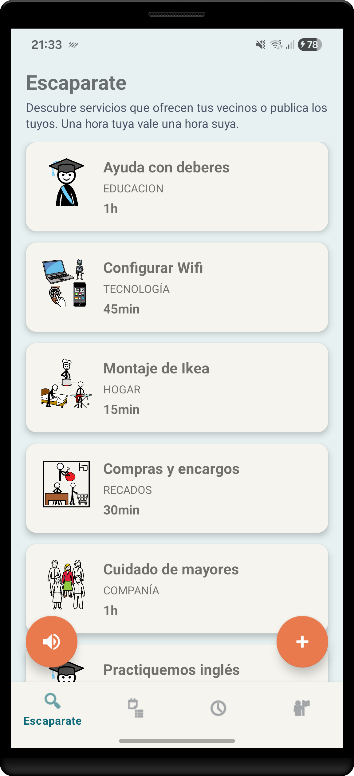 21:33
78
Escaparate
Descubre servicios que ofrecen tus vecinos o publica los
tuyos. Una hora tuya vale una hora suya.
Ayuda con deberes
EDUCACION
1h
Configurar Wifi
TECNOLOGÍA
45min
Montaje de Ikea
HOGAR
15min
Compras y encargos
RECADOS
30min
Cuidado de mayores
COMPANÍA
1h
Practiquemos inglés
Escaparate